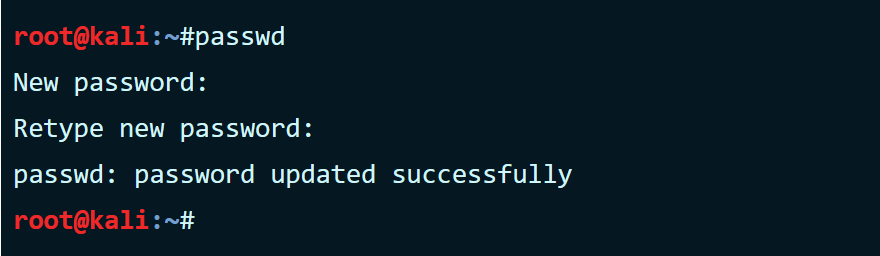 root@kali:~#passwd
New password:
Retype new password:
passwd: password updated successfully
root@kali:~#